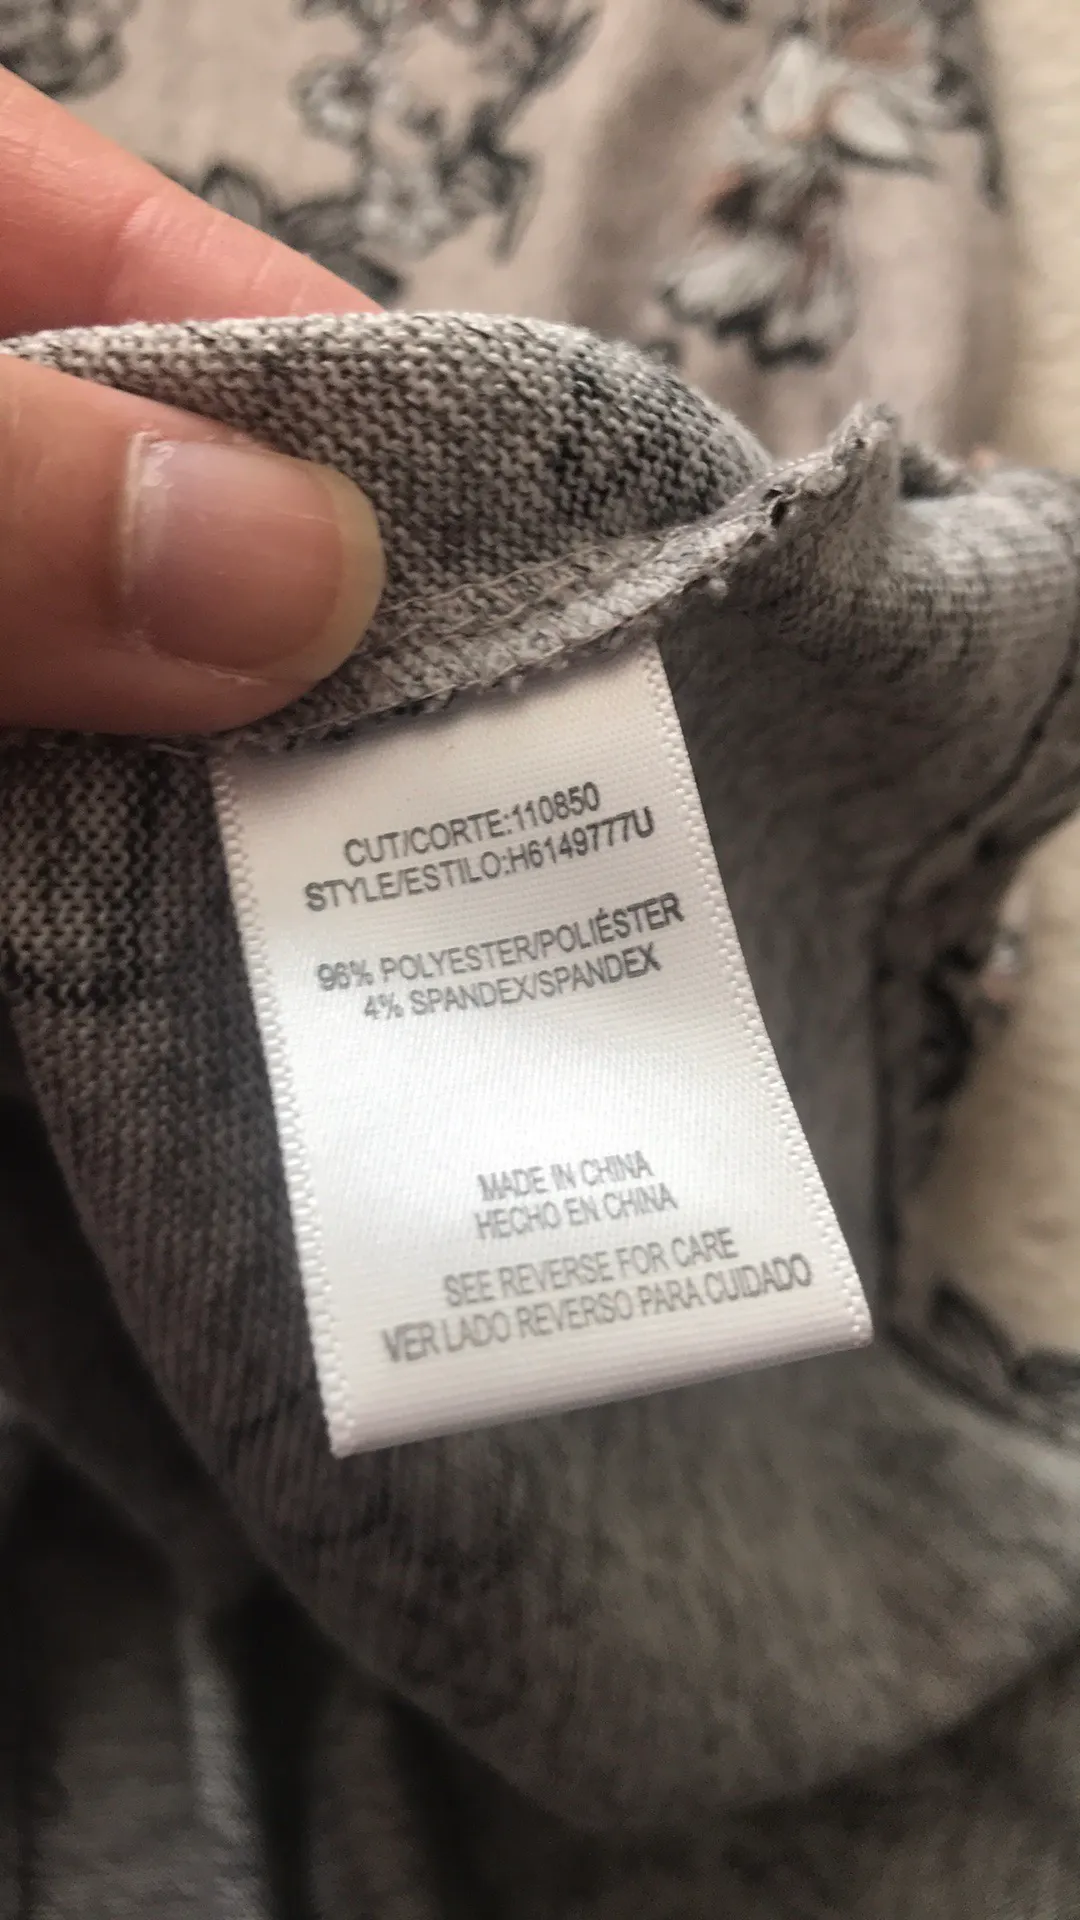 CUT/CORTE:110850
STYLE/ESTILO:H6149777U
96% POLYESTER/POLIÉSTER
4% SPANDEX/SPANDEX
MADE IN CHINA
HECHO EN CHINA
SEE REVERSE FOR CARE
VER LADO REVERSO PARA CUIDADO